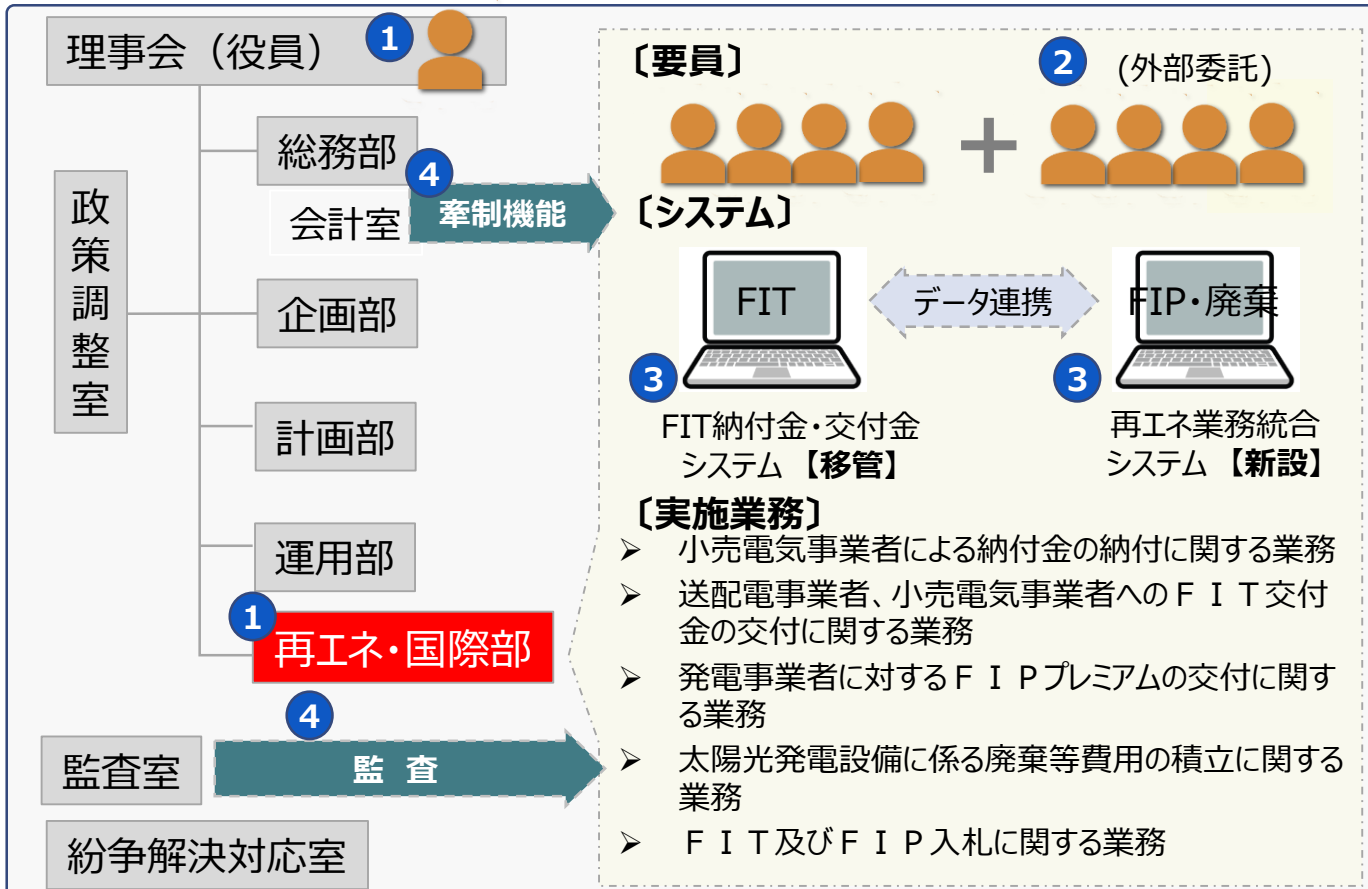 理事会（役員）
1
総務部
4
会計室
牽制機能
政策調整室
企画部
計画部
運用部
1
再エネ・国際部
4
監査室
監 査
紛争解決対応室
〔要員〕
2
(外部委託)
+
〔システム〕
FIT
データ連携
FIP・廃棄
3
3
FIT納付金・交付金
システム【移管】
再エネ業務統合
システム【新設】
〔実施業務〕
➢ 小売電気事業者による納付金の納付に関する業務
➢ 送配電事業者、小売電気事業者へのＦＩＴ交付
金の交付に関する業務
➢ 発電事業者に対するＦＩＰプレミアムの交付に関す
る業務
➢ 太陽光発電設備に係る廃棄等費用の積立に関する
業務
➢ ＦＩＴ及びＦＩＰ入札に関する業務